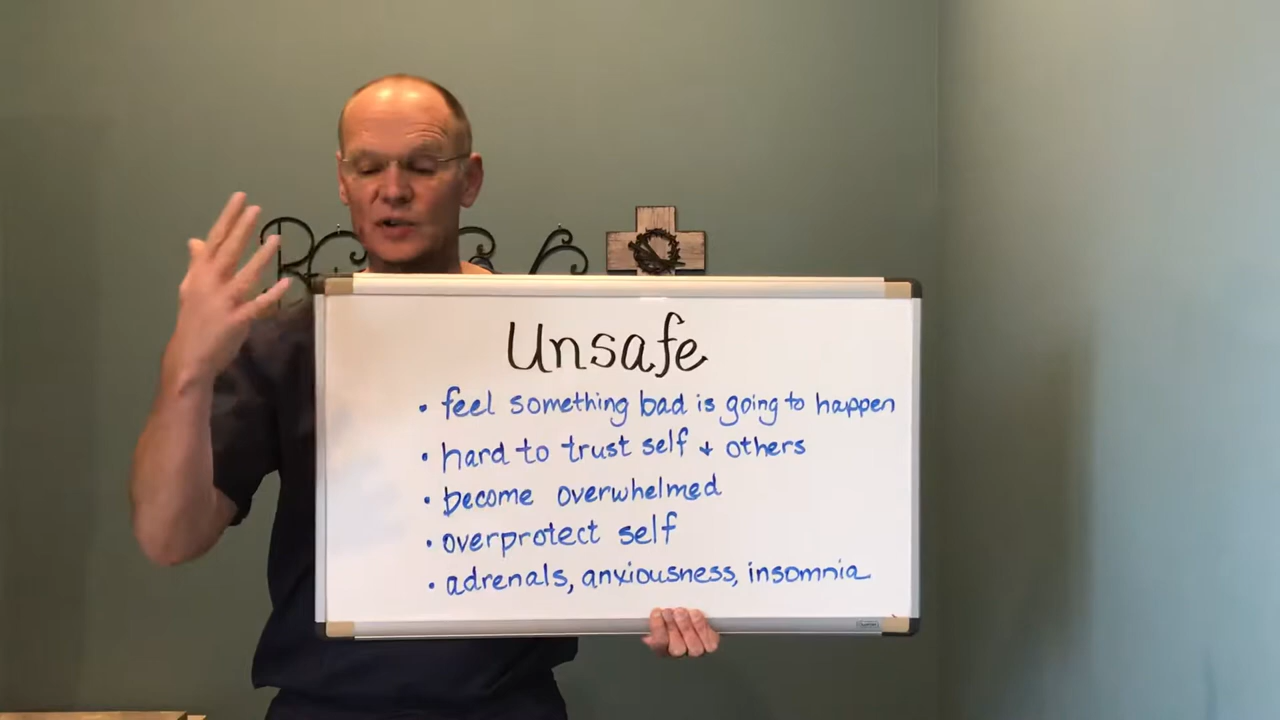 Unsafe
• feel something bad is going to happen
• hard to trust self + others
• become overwhelmed
• overprotect self
• adrenals, anxiousness, insomnia